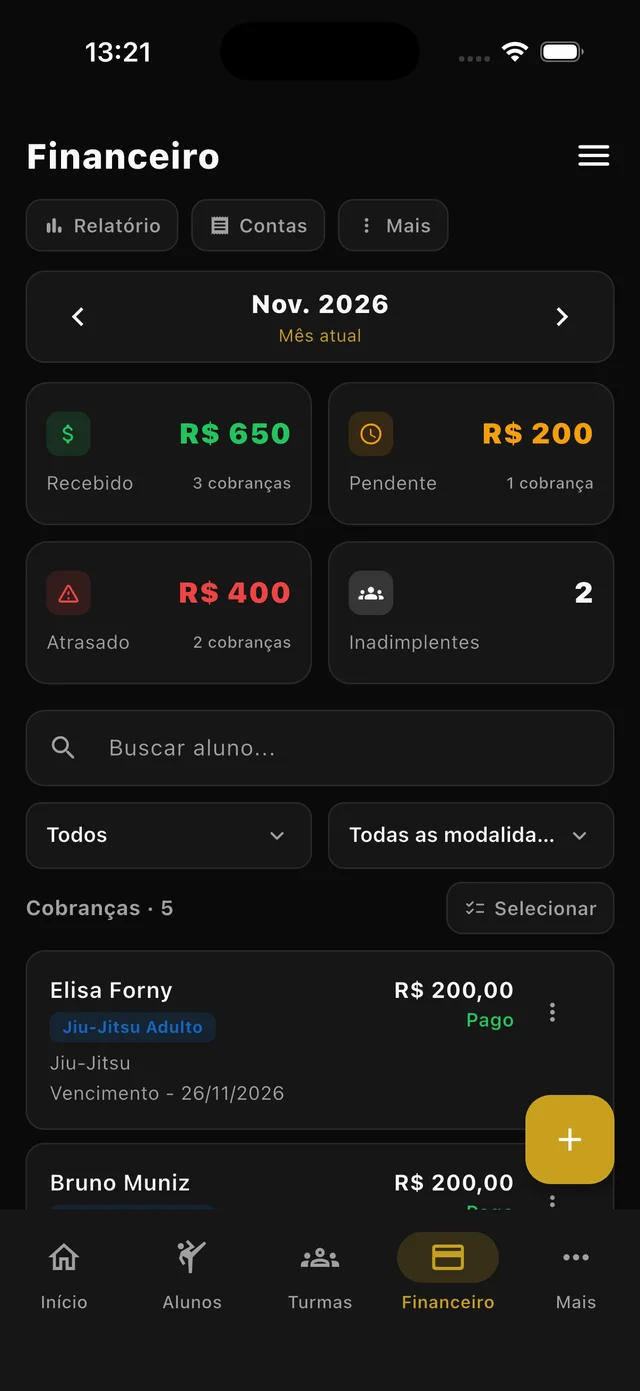 13:21
Financeiro
Relatório
Contas
Mais
Nov. 2026
Mês atual
R$ 650
Recebido
3 cobranças
R$ 200
Pendente
1 cobrança
R$ 400
Atrasado
2 cobranças
2
Inadimplentes
Buscar aluno...
Todos
Todas as modalida...
Cobranças · 5
Selecionar
Elisa Forny
R$ 200,00
Jiu-Jitsu Adulto
Pago
Jiu-Jitsu
Vencimento - 26/11/2026
Bruno Muniz
R$ 200,00
Início
Alunos
Turmas
Financeiro
Mais